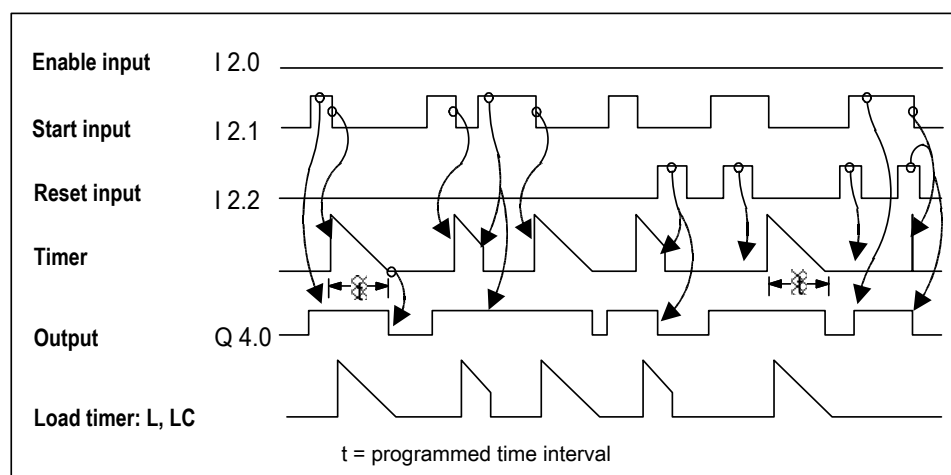 Enable input I 2.0
Start input I 2.1
Reset input I 2.2
Timer
t t
Output Q 4.0
Load timer: L, LC
t = programmed time interval